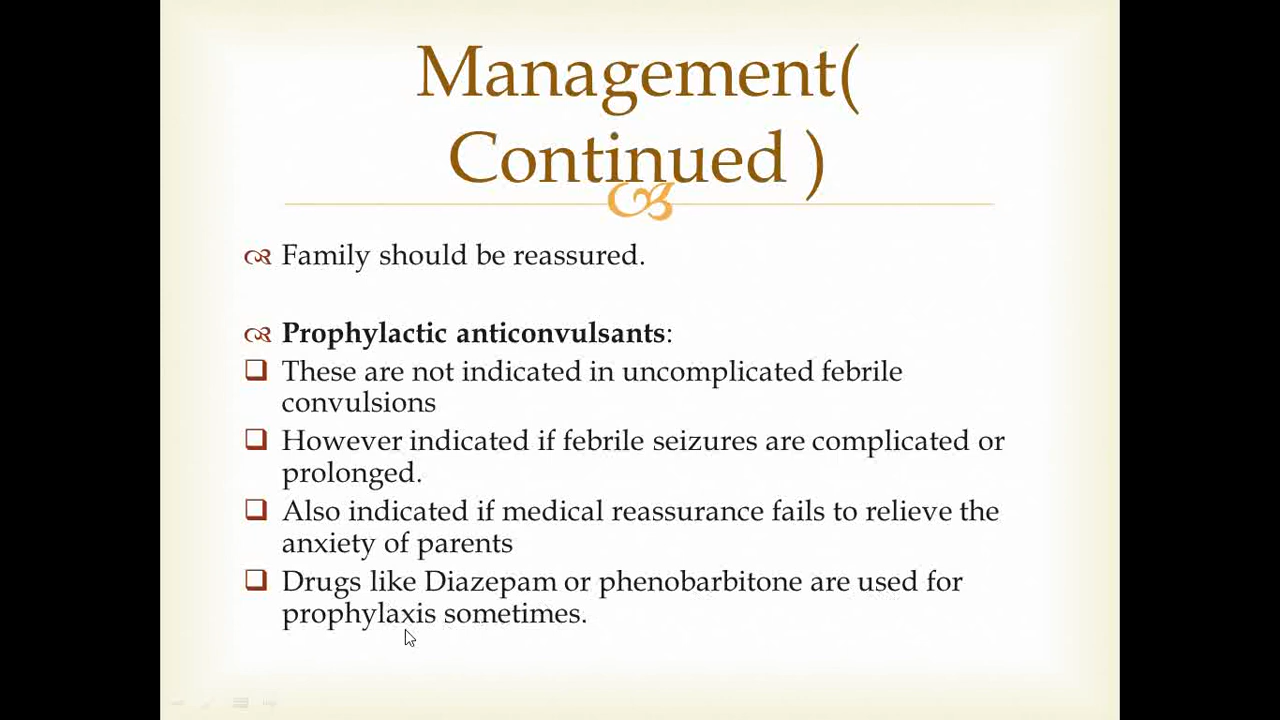 Management(
Continued )
Family should be reassured.
Prophylactic anticonvulsants:
These are not indicated in uncomplicated febrile
convulsions
However indicated if febrile seizures are complicated or
prolonged.
Also indicated if medical reassurance fails to relieve the
anxiety of parents
Drugs like Diazepam or phenobarbitone are used for
prophylaxis sometimes.